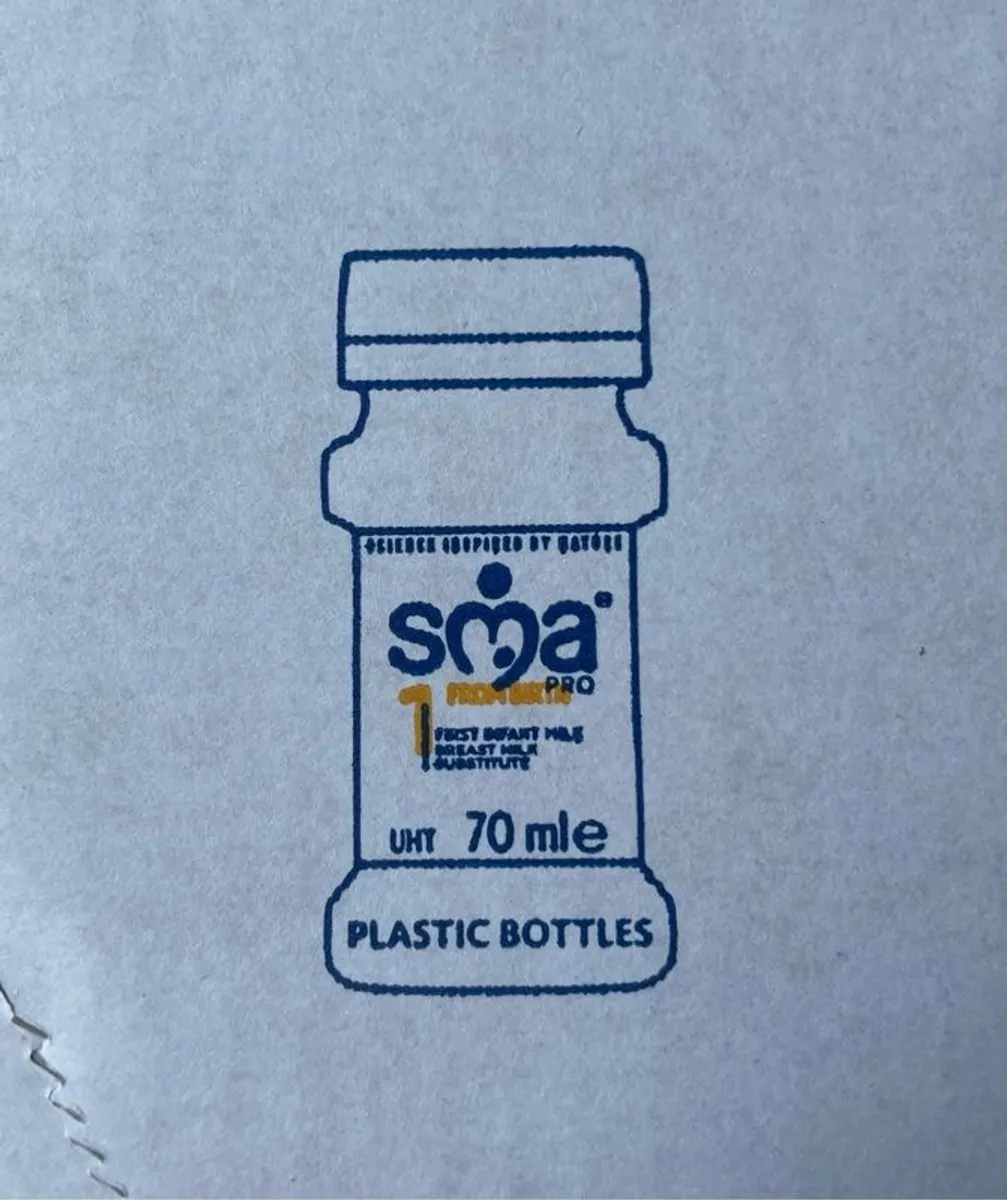 SCIENCE INSPIRED BY NATURE
sma®
PRO
1 FROM BIRTH
FIRST INFANT MILK
BREAST MILK
SUBSTITUTE
UHT 70 ml e
PLASTIC BOTTLES